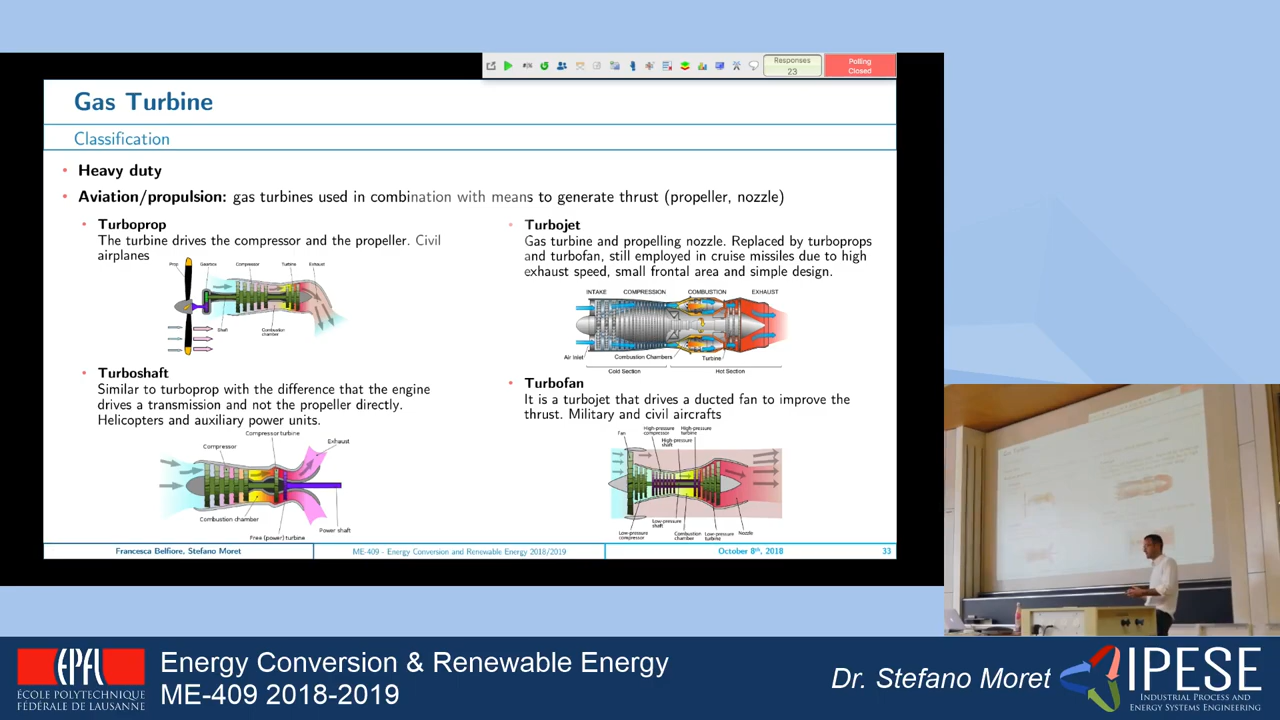 Responses
23
Polling
Closed
Gas Turbine
Classification
• Heavy duty
• Aviation/propulsion: gas turbines used in combination with means to generate thrust (propeller, nozzle)
• Turboprop
The turbine drives the compressor and the propeller. Civil
airplanes
Prop
Gearbox
Compressor
Turbine
Exhaust
Shaft
Combustion
chamber
• Turboshaft
Similar to turboprop with the difference that the engine
drives a transmission and not the propeller directly.
Helicopters and auxiliary power units.
Compressor turbine
Compressor
Exhaust
Combustion chamber
Power shaft
Free (power) turbine
• Turbojet
Gas turbine and propelling nozzle. Replaced by turboprops
and turbofan, still employed in cruise missiles due to high
exhaust speed, small frontal area and simple design.
INTAKE COMPRESSION COMBUSTION EXHAUST
Air Inlet
Combustion Chambers
Turbine
Cold Section
Hot Section
• Turbofan
It is a turbojet that drives a ducted fan to improve the
thrust. Military and civil aircrafts
Fan
High-pressure
compressor
High-pressure
turbine
High-pressure
shaft
Low-pressure
compressor
Low-pressure
shaft
Combustion
chamber
Low-pressure
turbine
Nozzle
Francesca Belfiore, Stefano Moret
ME-409 - Energy Conversion and Renewable Energy 2018/2019
October 8th, 2018
33
EPFL
ÉCOLE POLYTECHNIQUE
FÉDÉRALE DE LAUSANNE
Energy Conversion & Renewable Energy
ME-409 2018-2019
Dr. Stefano Moret
IPESE
INDUSTRIAL PROCESS AND
ENERGY SYSTEMS ENGINEERING